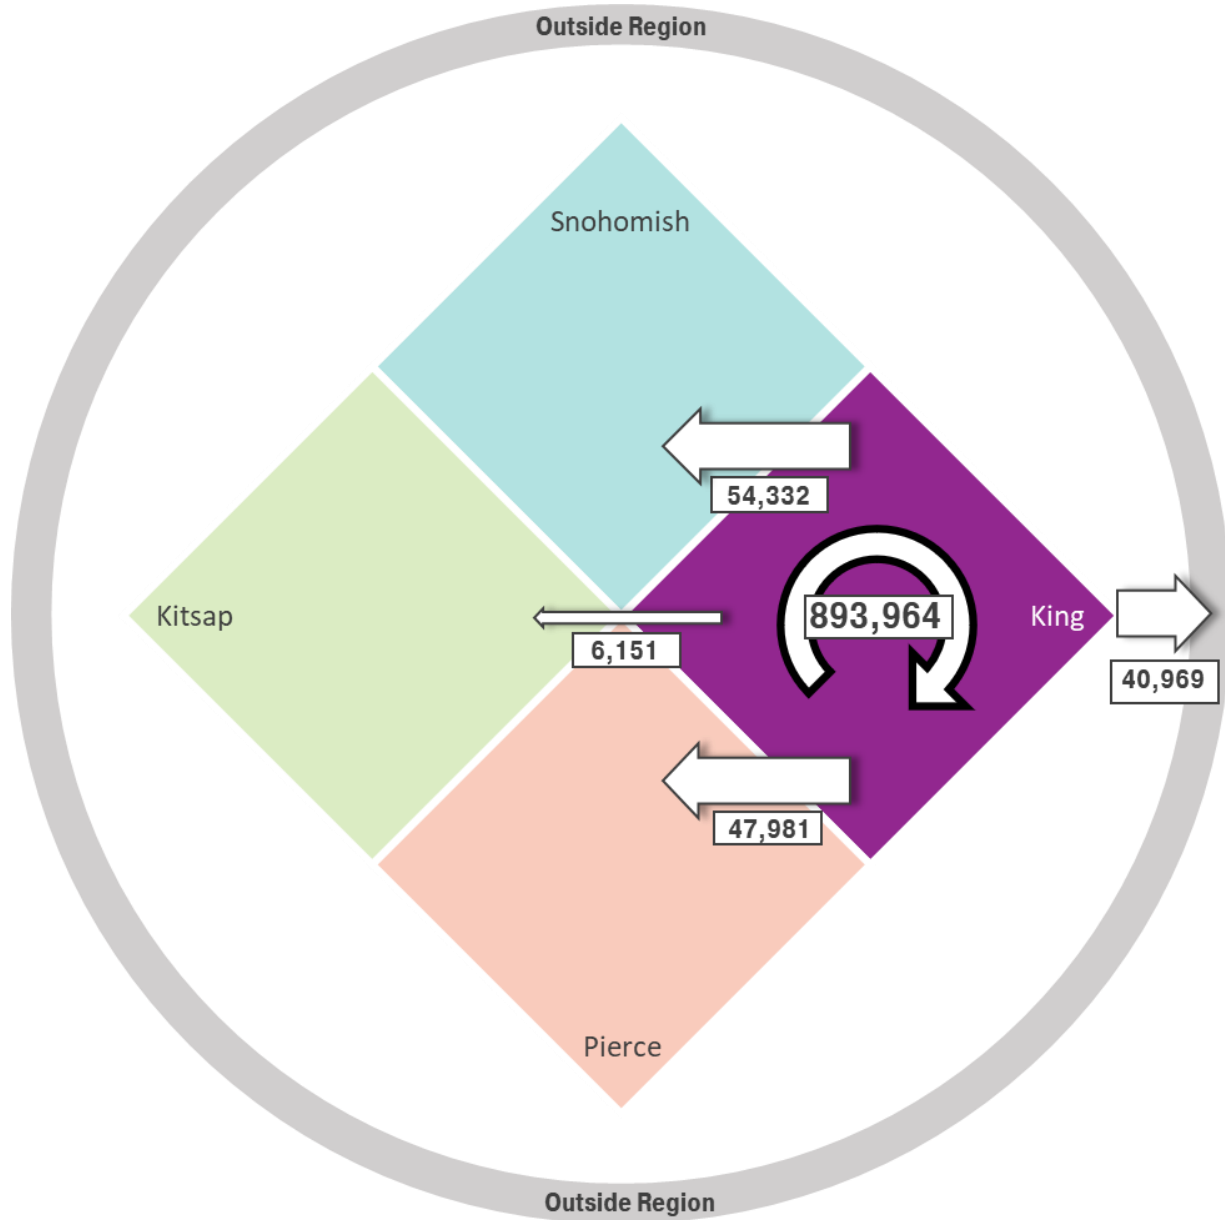 Outside Region
Snohomish
54,332
Kitsap
6,151
893,964
King
40,969
47,981
Pierce
Outside Region